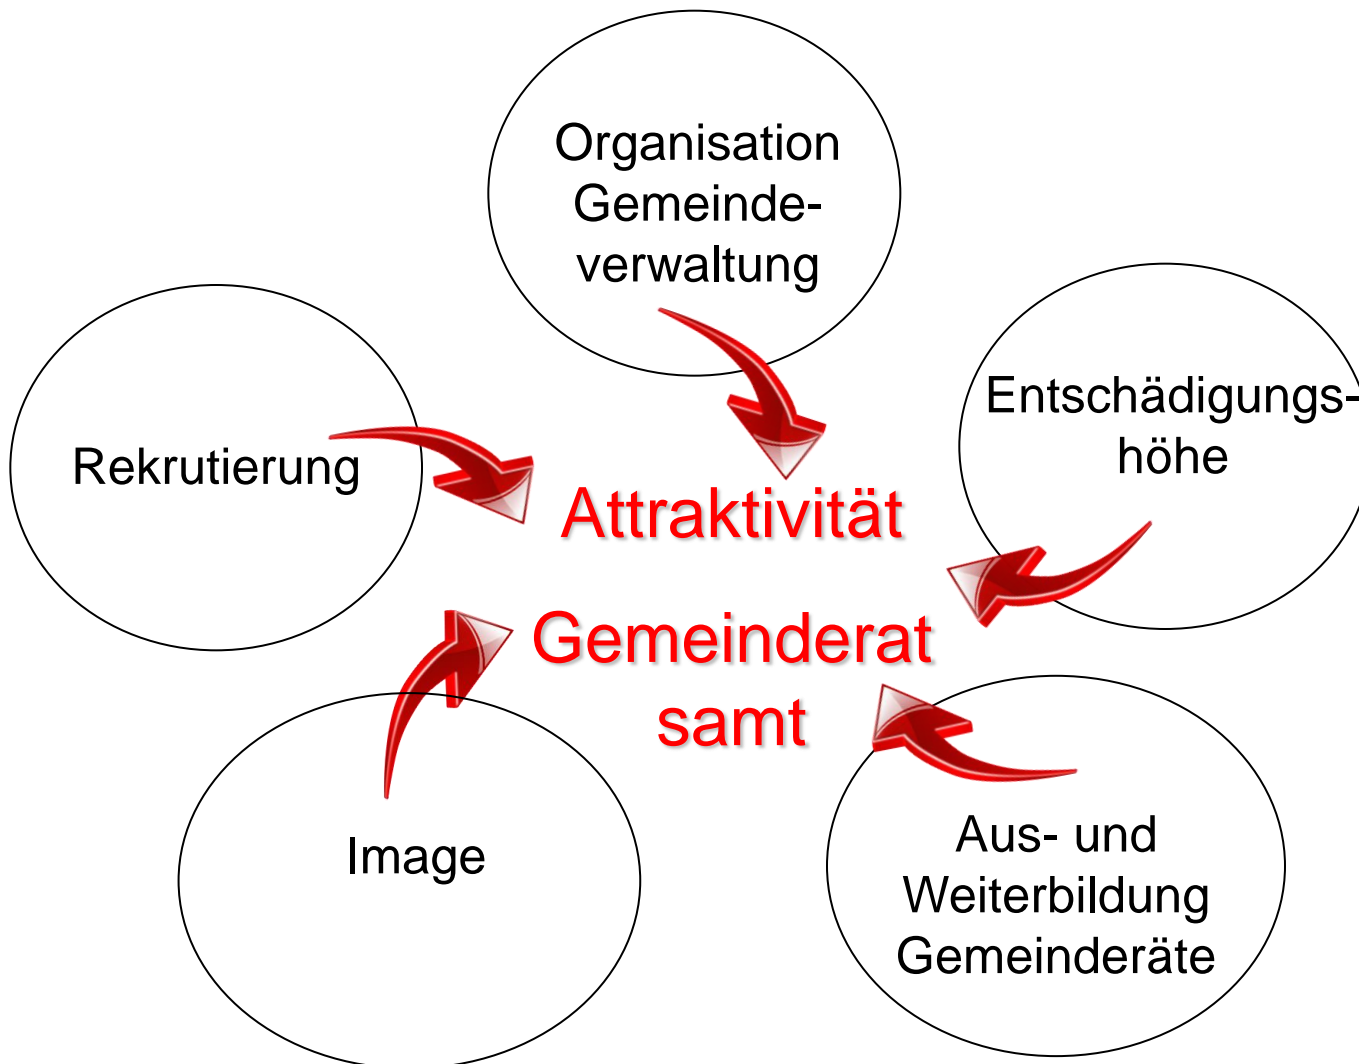 Organisation
Gemeinde-
verwaltung
Entschädigungs-
höhe
Rekrutierung
Attraktivität
Gemeinderat
samt
Image
Aus- und
Weiterbildung
Gemeinderäte